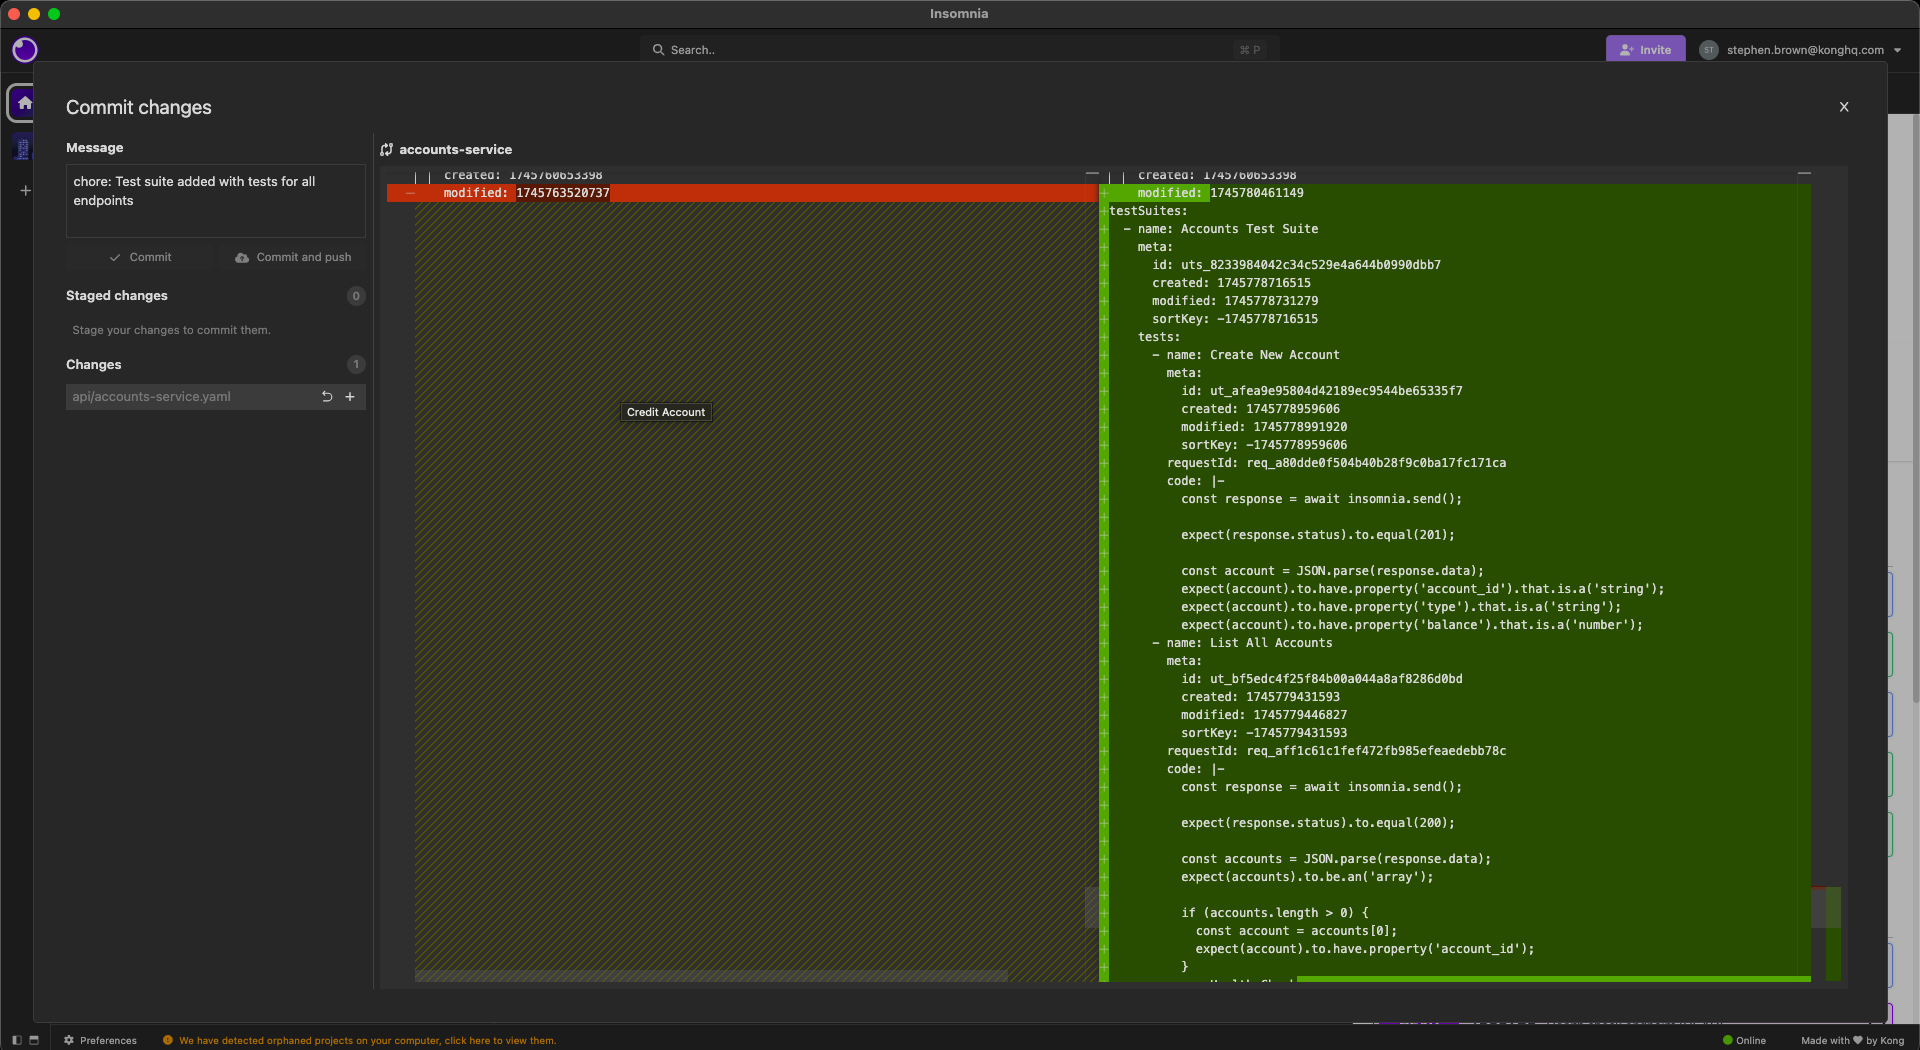 Insomnia
Search..
⌘ P
Invite
ST
stephen.brown@konghq.com
Commit changes
Message
chore: Test suite added with tests for all
endpoints
Commit
Commit and push
Staged changes
0
Stage your changes to commit them.
Changes
1
api/accounts-service.yaml
accounts-service
created: 1745760653398
modified: 1745763520737
Credit Account
created: 1745760653398
modified: 1745780461149
testSuites:
- name: Accounts Test Suite
meta:
id: uts_8233984042c34c529e4a644b0990dbb7
created: 1745778716515
modified: 1745778731279
sortKey: -1745778716515
tests:
- name: Create New Account
meta:
id: ut_afea9e95804d42189ec9544be65335f7
created: 1745778959606
modified: 1745778991920
sortKey: -1745778959606
requestId: req_a80dde0f504b40b28f9c0ba17fc171ca
code: |-
const response = await insomnia.send();
expect(response.status).to.equal(201);
const account = JSON.parse(response.data);
expect(account).to.have.property('account_id').that.is.a('string');
expect(account).to.have.property('type').that.is.a('string');
expect(account).to.have.property('balance').that.is.a('number');
- name: List All Accounts
meta:
id: ut_bf5edc4f25f84b00a044a8af8286d0bd
created: 1745779431593
modified: 1745779446827
sortKey: -1745779431593
requestId: req_aff1c61c1fef472fb985efeaedebb78c
code: |-
const response = await insomnia.send();
expect(response.status).to.equal(200);
const accounts = JSON.parse(response.data);
expect(accounts).to.be.an('array');
if (accounts.length > 0) {
const account = accounts[0];
expect(account).to.have.property('account_id');
}
Preferences
We have detected orphaned projects on your computer, click here to view them.
Online
Made with ♥ by Kong